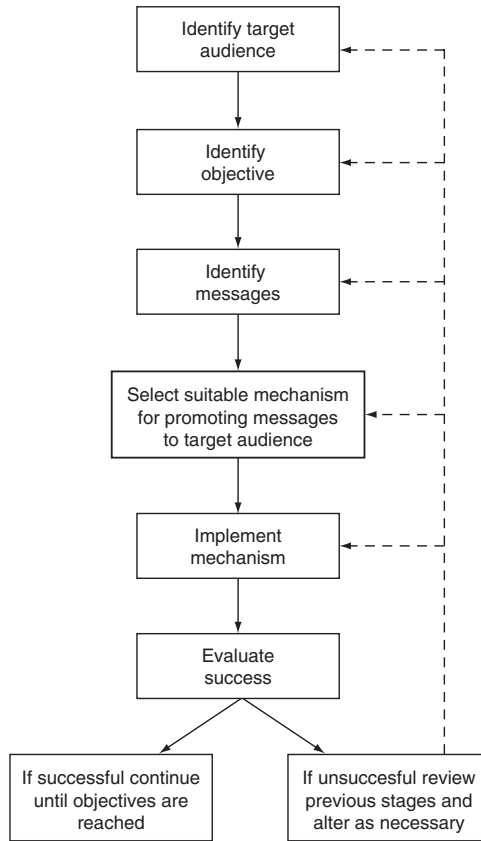 Identify target
audience
Identify
objective
Identify
messages
Select suitable mechanism
for promoting messages
to target audience
Implement
mechanism
Evaluate
success
If successful continue
until objectives are
reached
If unsuccesful review
previous stages and
alter as necessary